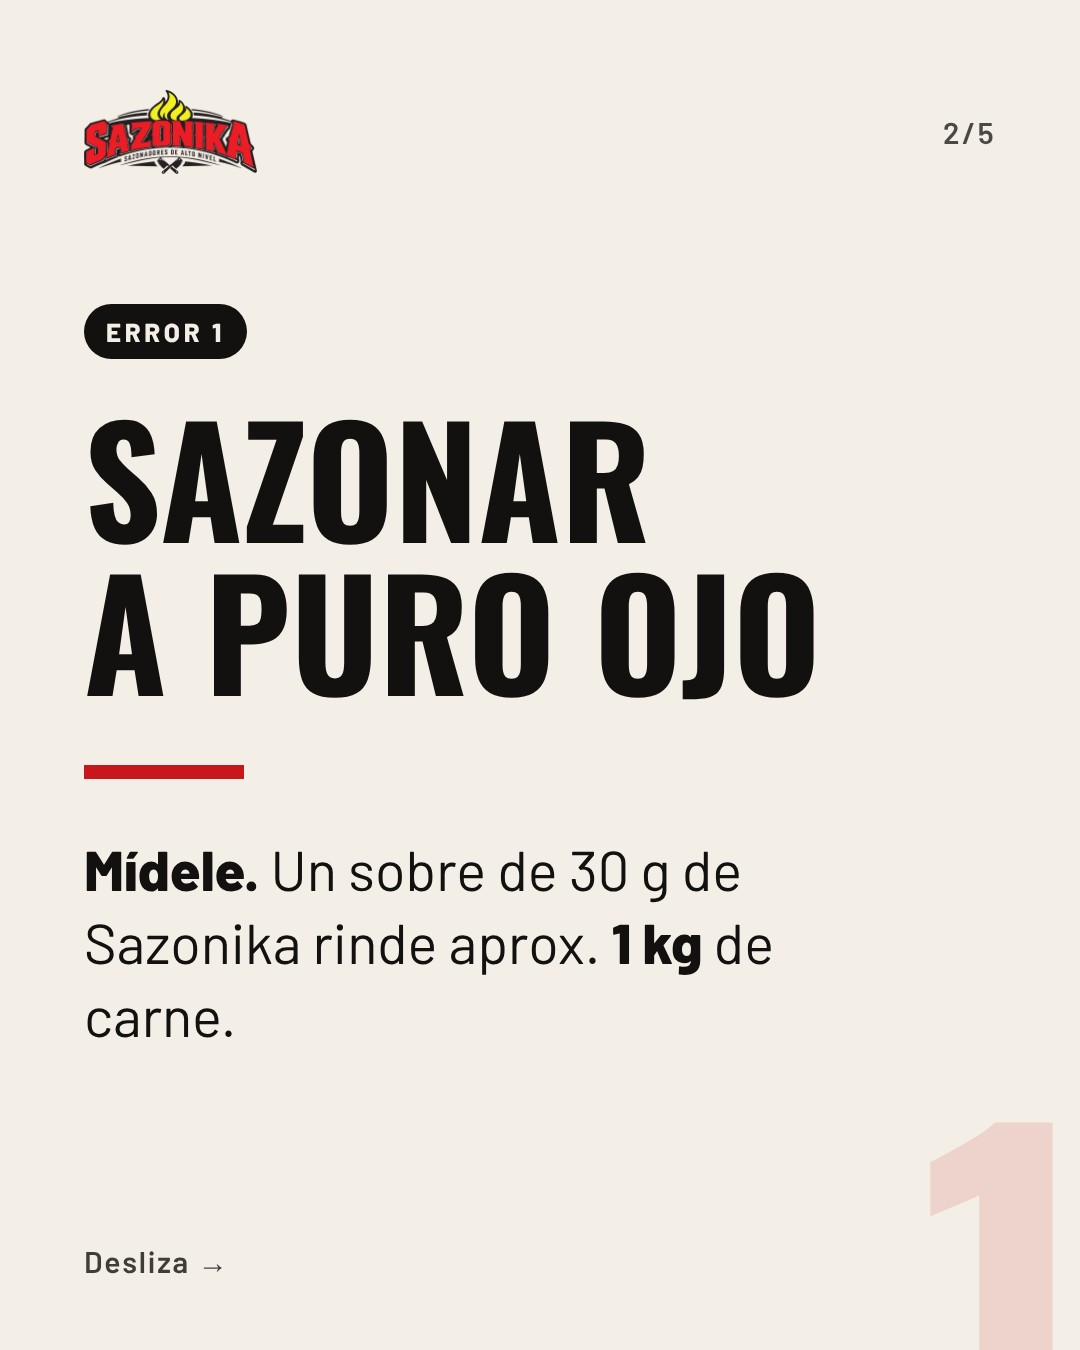 SAZONIKA
SAZONADORES DE ALTO NIVEL
2/5
ERROR 1
SAZONAR
A PURO OJO
Mídele. Un sobre de 30 g de
Sazonika rinde aprox. 1 kg de
carne.
1
Desliza →